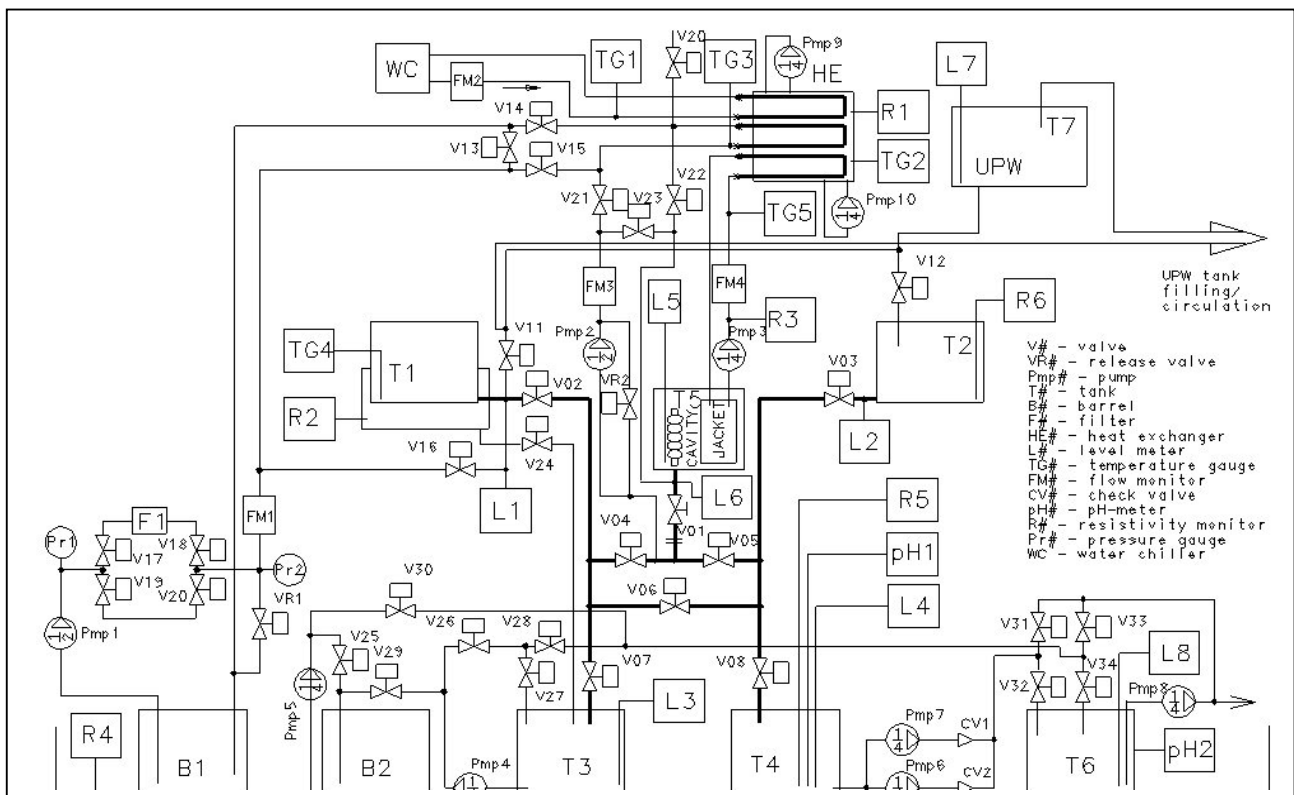 V20
Pmp9
WC
TG1
TG3
HE
L7
FM2
V14
R1
T7
V13
V15
TG2
UPW
V21
V23
V22
Pmp10
TG5
V12
UPW tank
filling/
circulation
FM3
L5
FM4
R6
V11
Pmp2
Pmp3
R3
T2
TG4
T1
V02
VR2
V03
V# - valve
VR# - release valve
Pmp# - pump
T# - tank
B# - barrel
F# - filter
HE# - heat exchanger
L# - level meter
TG# - temperature gauge
FM# - flow monitor
CV# - check valve
pH# - pH-meter
R# - resistivity monitor
Pr# - pressure gauge
WC - water chiller
R2
T5
CAVITY
JACKET
L2
V16
V24
L1
L6
R5
FM1
F1
V04
V01
V05
Pr1
V17
V18
Pr2
pH1
V19
V20
VR1
V30
V06
L4
Pmp1
V25
V26
V28
V31
V33
V29
V07
V08
V34
L8
V27
V32
Pmp5
L3
Pmp8
Pmp7
CV1
R4
B1
B2
Pmp4
T3
T4
Pmp6
CV2
T6
pH2
1/2
1/4